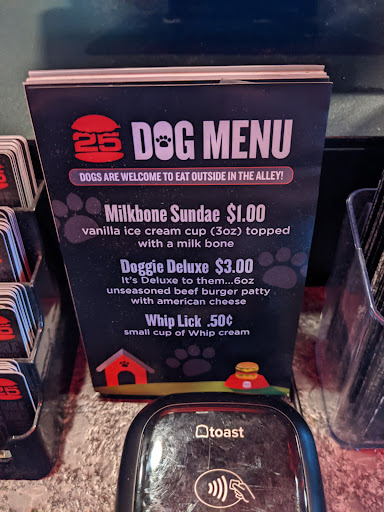 25 DOG MENU
DOGS ARE WELCOME TO EAT OUTSIDE IN THE ALLEY!
Milkbone Sundae $1.00
vanilla ice cream cup (3oz) topped
with a milk bone
Doggie Deluxe $3.00
It's Deluxe to them...6oz
unseasoned beef burger patty
with american cheese
Whip Lick .50¢
small cup of Whip cream
toast